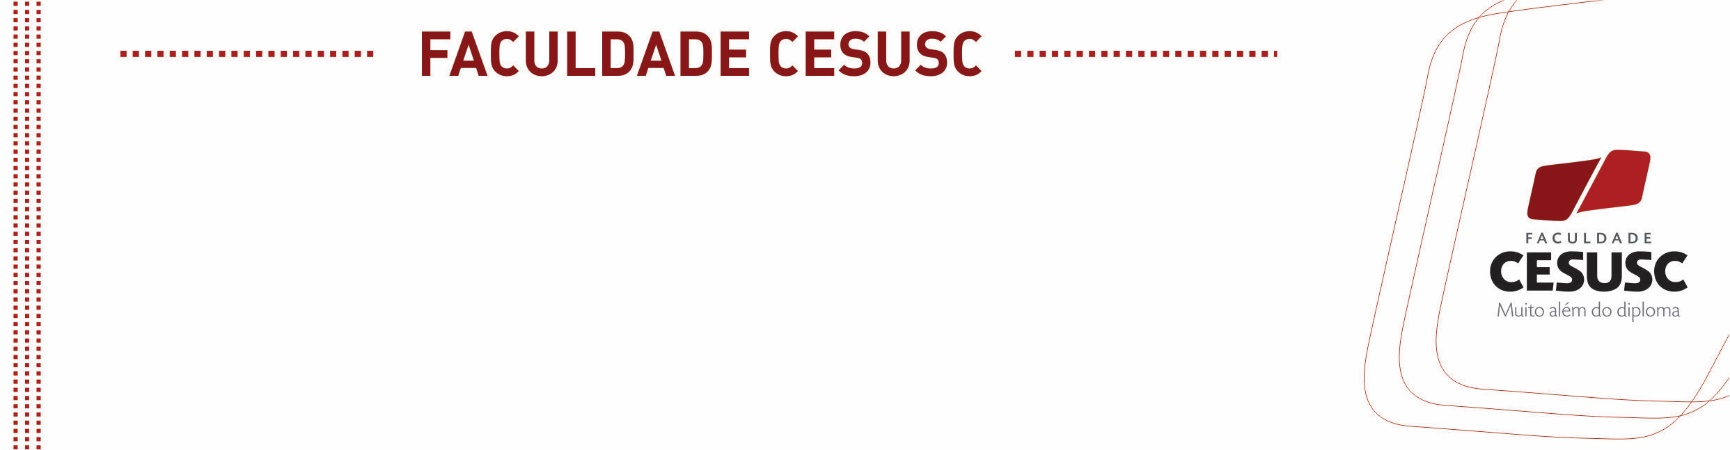 FACULDADE CESUSC
FACULDADE
CESUSC
Muito além do diploma